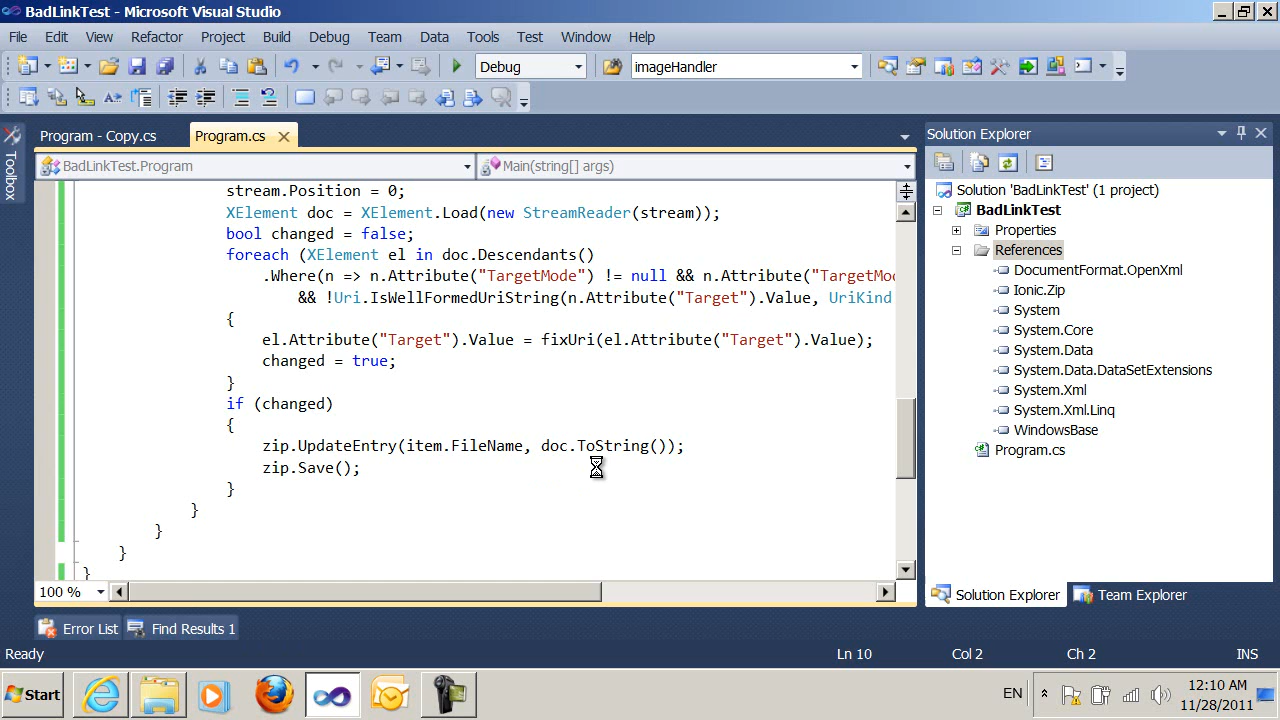 BadLinkTest - Microsoft Visual Studio
File Edit View Refactor Project Build Debug Team Data Tools Test Window Help
Debug imageHandler
Program - Copy.cs Program.cs
BadLinkTest.Program Main(string[] args)
stream.Position = 0;
XElement doc = XElement.Load(new StreamReader(stream));
bool changed = false;
foreach (XElement el in doc.Descendants()
.Where(n => n.Attribute("TargetMode") != null && n.Attribute("TargetMod
&& !Uri.IsWellFormedUriString(n.Attribute("Target").Value, UriKind
{
el.Attribute("Target").Value = fixUri(el.Attribute("Target").Value);
changed = true;
}
if (changed)
{
zip.UpdateEntry(item.FileName, doc.ToString());
zip.Save();
}
}
}
}
}
100 %
Toolbox
Solution Explorer
Solution 'BadLinkTest' (1 project)
BadLinkTest
Properties
References
DocumentFormat.OpenXml
Ionic.Zip
System
System.Core
System.Data
System.Data.DataSetExtensions
System.Xml
System.Xml.Linq
WindowsBase
Program.cs
Solution Explorer Team Explorer
Error List Find Results 1
Ready Ln 10 Col 2 Ch 2 INS
Start EN 12:10 AM
11/28/2011